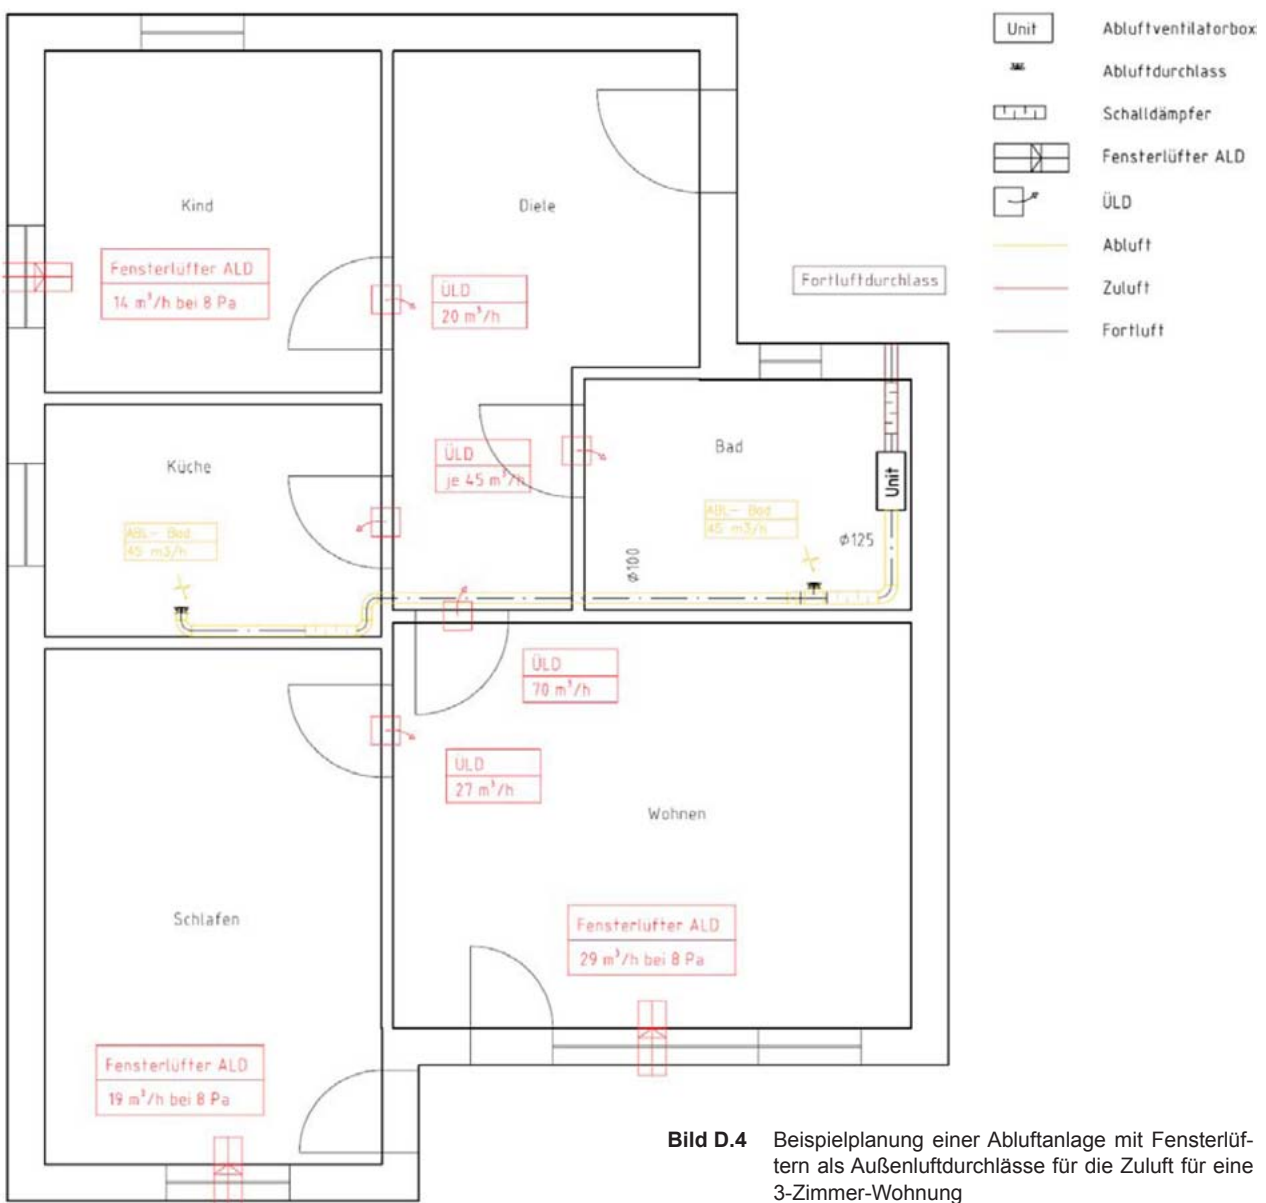 Unit Abluftventilatorbox
Abluftdurchlass
Schalldämpfer
Fensterlüfter ALD
ÜLD
Abluft
Zuluft
Fortluft
Kind
Diele
Fensterlüfter ALD
14 m³/h bei 8 Pa
ÜLD
20 m³/h
Fortluftdurchlass
Küche
ÜLD
je 45 m³/h
Bad
Unit
ABL- Bad
45 m3/h
ABL- Bad
45 m3/h
ø100
ø125
ÜLD
70 m³/h
ÜLD
27 m³/h
Wohnen
Schlafen
Fensterlüfter ALD
29 m³/h bei 8 Pa
Fensterlüfter ALD
19 m³/h bei 8 Pa
Bild D.4 Beispielplanung einer Abluftanlage mit Fensterlüf-
tern als Außenluftdurchlässe für die Zuluft für eine
3-Zimmer-Wohnung